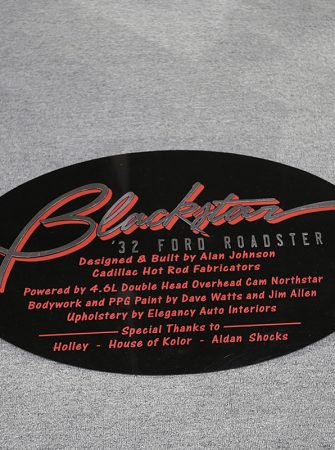 Blackstar
'32 FORD ROADSTER
Designed & Built by Alan Johnson
Cadillac Hot Rod Fabricators
Powered by 4.6L Double Head Overhead Cam Northstar
Bodywork and PPG Paint by Dave Watts and Jim Allen
Upholstery by Elegancy Auto Interiors
Special Thanks to
Holley - House of Kolor - Aldan Shocks